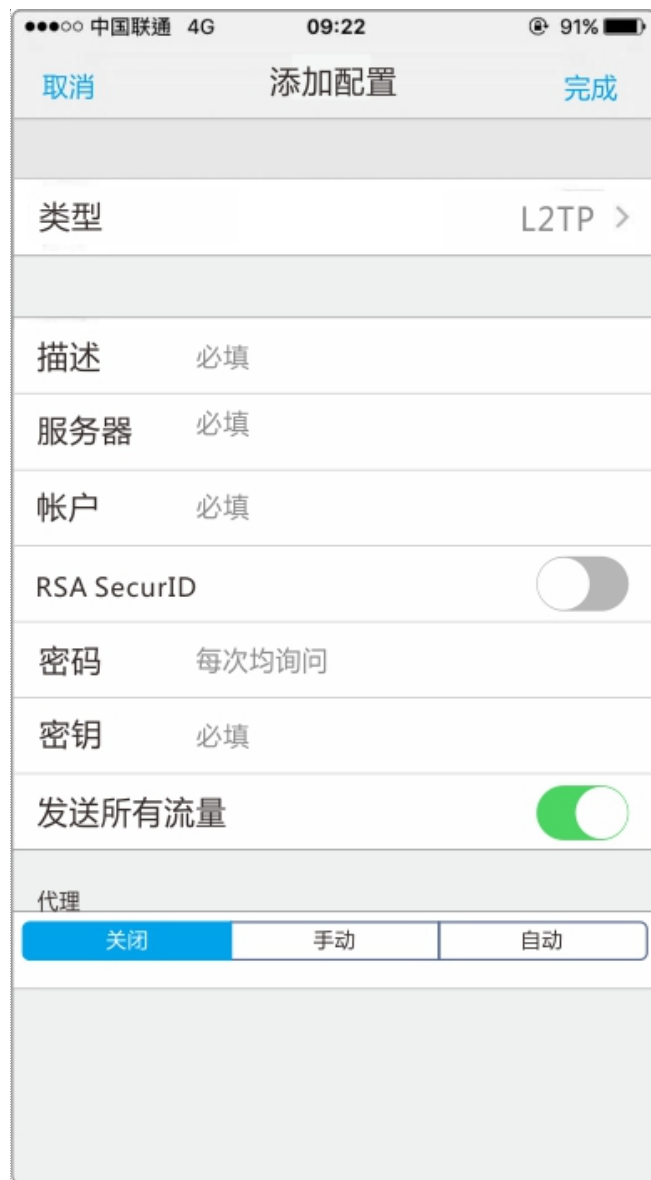 中国联通 4G 09:22 91%
取消 添加配置 完成
类型 L2TP
描述 必填
服务器 必填
帐户 必填
RSA SecurID
密码 每次均询问
密钥 必填
发送所有流量
代理
关闭 手动 自动